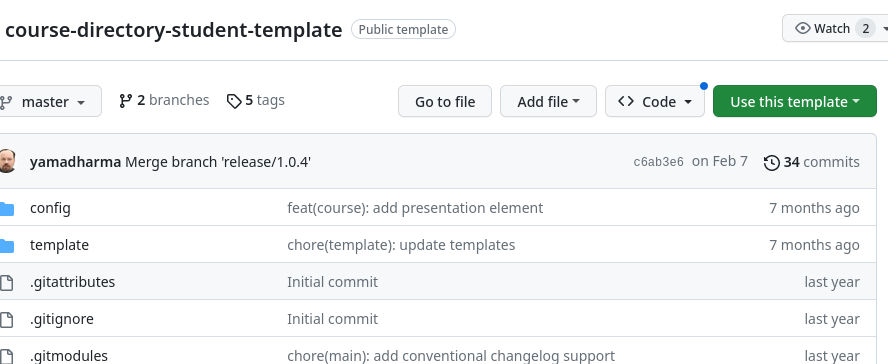 course-directory-student-template Public template Watch 2
master 2 branches 5 tags Go to file Add file Code Use this template
yamadharma Merge branch 'release/1.0.4' c6ab3e6 on Feb 7 34 commits
config feat(course): add presentation element 7 months ago
template chore(template): update templates 7 months ago
.gitattributes Initial commit last year
.gitignore Initial commit last year
.gitmodules chore(main): add conventional changelog support last year